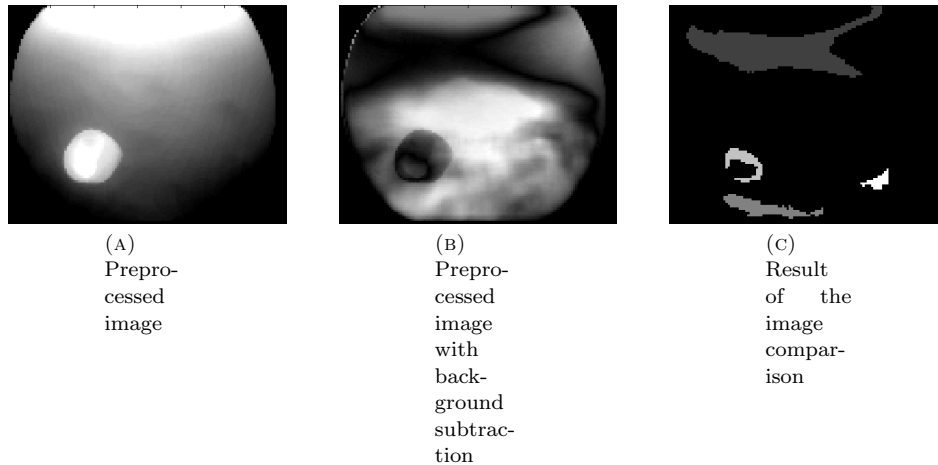 (A)
Prepro-
cessed
image
(B)
Prepro-
cessed
image
with
back-
ground
subtrac-
tion
(C)
Result
of the
image
compar-
ison